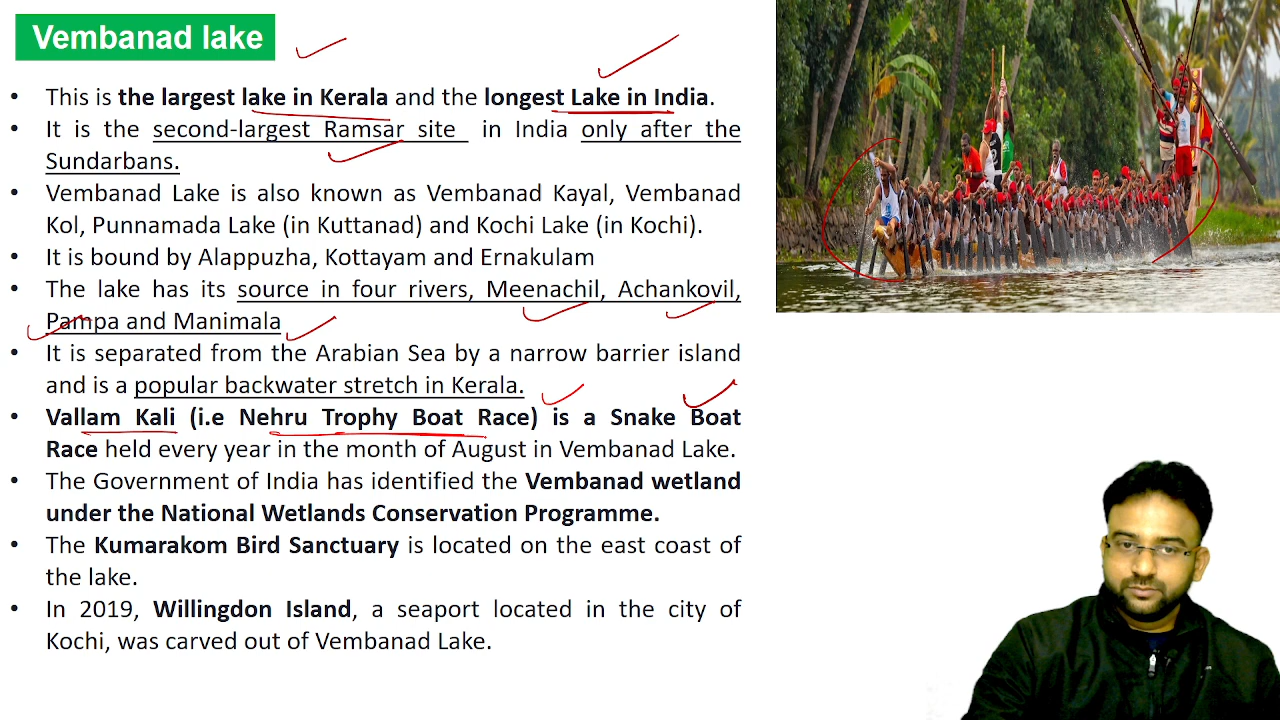 Vembanad lake
• This is the largest lake in Kerala and the longest Lake in India.
• It is the second-largest Ramsar site in India only after the
Sundarbans.
• Vembanad Lake is also known as Vembanad Kayal, Vembanad
Kol, Punnamada Lake (in Kuttanad) and Kochi Lake (in Kochi).
• It is bound by Alappuzha, Kottayam and Ernakulam
• The lake has its source in four rivers, Meenachil, Achankovil,
Pampa and Manimala
• It is separated from the Arabian Sea by a narrow barrier island
and is a popular backwater stretch in Kerala.
• Vallam Kali (i.e Nehru Trophy Boat Race) is a Snake Boat
Race held every year in the month of August in Vembanad Lake.
• The Government of India has identified the Vembanad wetland
under the National Wetlands Conservation Programme.
• The Kumarakom Bird Sanctuary is located on the east coast of
the lake.
• In 2019, Willingdon Island, a seaport located in the city of
Kochi, was carved out of Vembanad Lake.